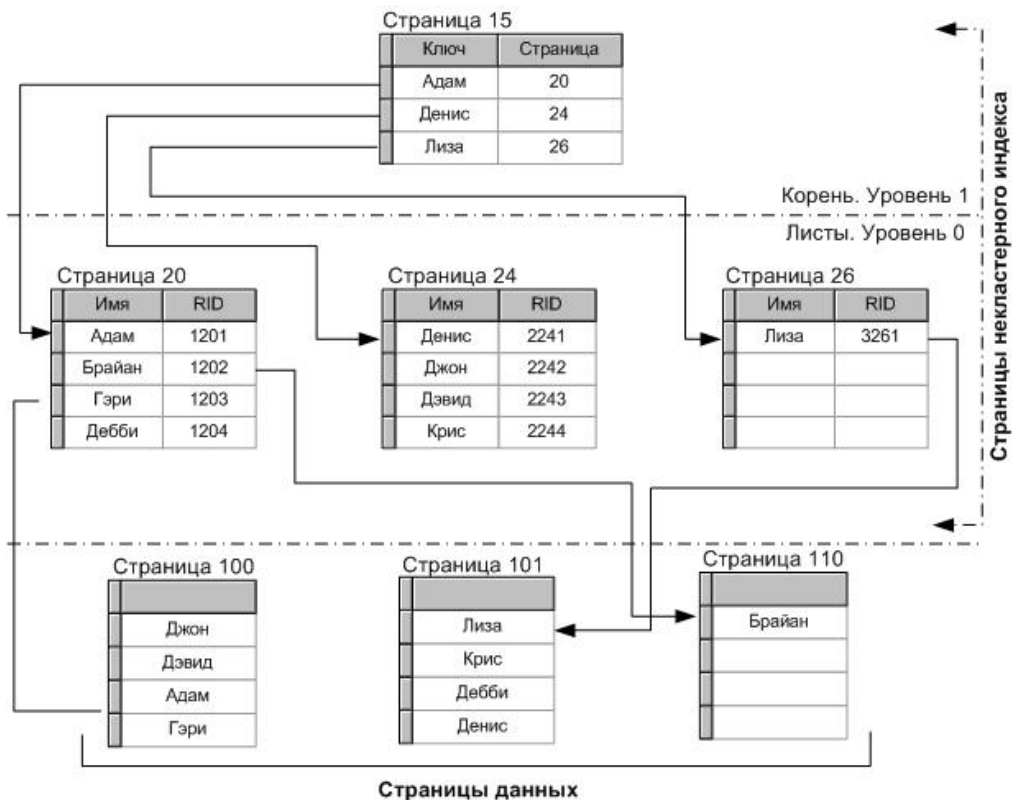 Страница 15
Ключ Страница
Адам 20
Денис 24
Лиза 26
Корень. Уровень 1
Листы. Уровень 0
Страницы некластерного индекса
Страница 20
Имя RID
Адам 1201
Брайан 1202
Гэри 1203
Дебби 1204
Страница 24
Имя RID
Денис 2241
Джон 2242
Дэвид 2243
Крис 2244
Страница 26
Имя RID
Лиза 3261
Страница 100
Джон
Дэвид
Адам
Гэри
Страница 101
Лиза
Крис
Дебби
Денис
Страница 110
Брайан
Страницы данных